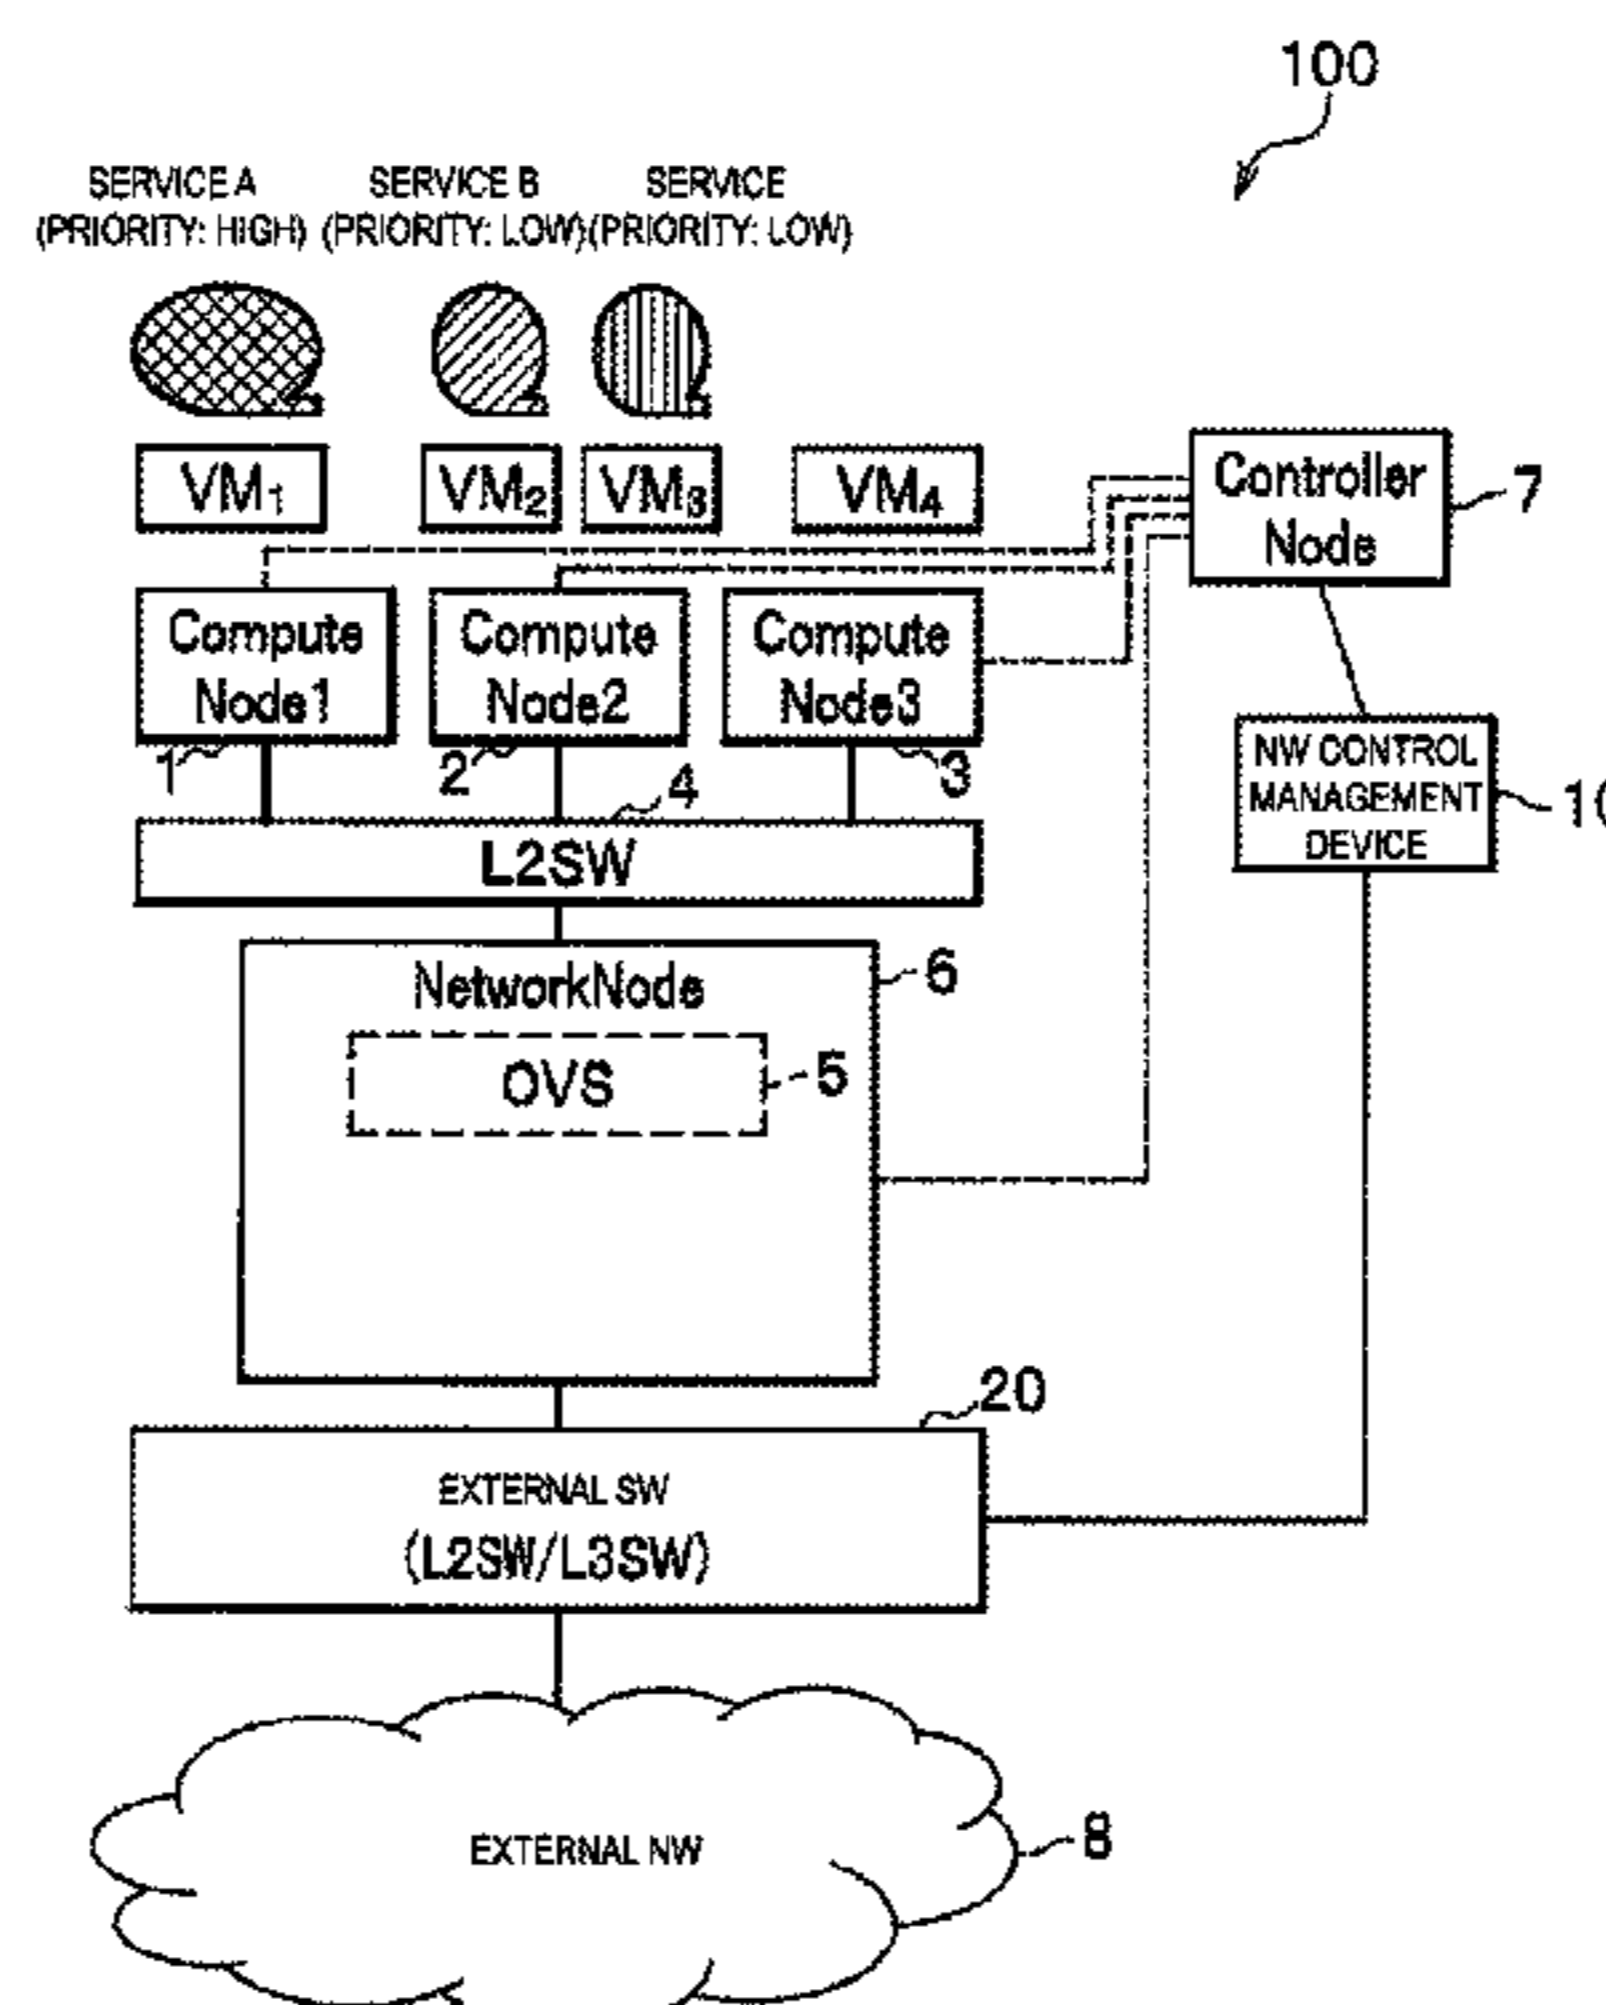 100
SERVICE A
(PRIORITY: HIGH)
SERVICE B
(PRIORITY: LOW)
SERVICE
(PRIORITY: LOW)
VM1
VM2
VM3
VM4
Controller
Node
7
Compute
Node1
Compute
Node2
Compute
Node3
1
2
3
4
NW CONTROL
MANAGEMENT
DEVICE
L2SW
NetworkNode
6
OVS
5
20
EXTERNAL SW
(L2SW/L3SW)
EXTERNAL NW
8